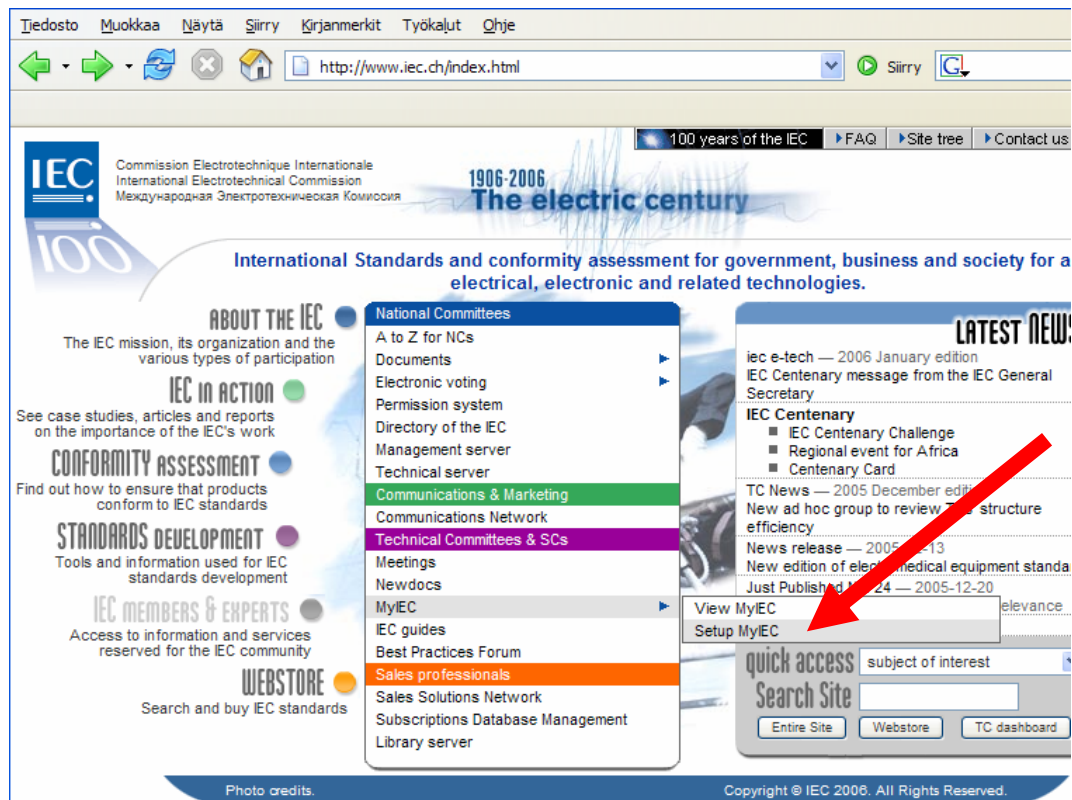 Tiedosto Muokkaa Näytä Siirry Kirjanmerkit Työkalut Ohje
http://www.iec.ch/index.html Siirry G
100 years of the IEC FAQ Site tree Contact us
IEC
Commission Electrotechnique Internationale
International Electrotechnical Commission
Международная Электротехническая Комиссия
100
1906-2006
The electric century
International Standards and conformity assessment for government, business and society for a
electrical, electronic and related technologies.
ABOUT THE IEC
The IEC mission, its organization and the
various types of participation
IEC IN ACTION
See case studies, articles and reports
on the importance of the IEC's work
CONFORMITY ASSESSMENT
Find out how to ensure that products
conform to IEC standards
STANDARDS DEVELOPMENT
Tools and information used for IEC
standards development
IEC MEMBERS & EXPERTS
Access to information and services
reserved for the IEC community
WEBSTORE
Search and buy IEC standards
National Committees
A to Z for NCs
Documents
Electronic voting
Permission system
Directory of the IEC
Management server
Technical server
Communications & Marketing
Communications Network
Technical Committees & SCs
Meetings
Newdocs
MyIEC
IEC guides
Best Practices Forum
Sales professionals
Sales Solutions Network
Subscriptions Database Management
Library server
View MyIEC
Setup MyIEC
LATEST NEWS
iec e-tech — 2006 January edition
IEC Centenary message from the IEC General
Secretary
IEC Centenary
IEC Centenary Challenge
Regional event for Africa
Centenary Card
TC News — 2005 December
New ad hoc group to review structure
efficiency
News release —
New edition of medical equipment standa
Just Published 24 — 2005-12-20
elevance
quick access subject of interest
Search Site
Entire Site Webstore TC dashboard
Photo credits. Copyright © IEC 2006. All Rights Reserved.